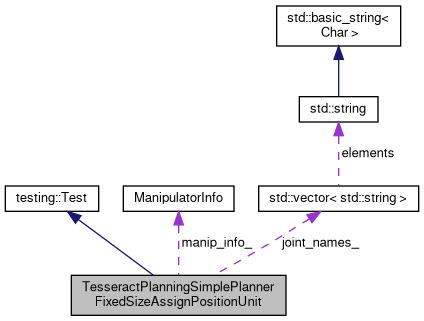 std::basic_string<
Char >
std::string
elements
testing::Test
ManipulatorInfo
std::vector< std::string >
manip_info_
joint_names_
TesseractPlanningSimplePlanner
FixedSizeAssignPositionUnit